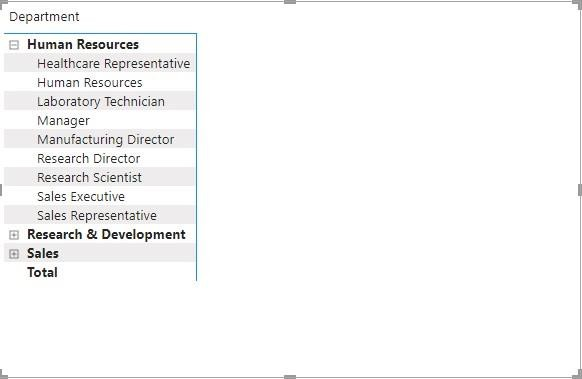 Department
Human Resources
Healthcare Representative
Human Resources
Laboratory Technician
Manager
Manufacturing Director
Research Director
Research Scientist
Sales Executive
Sales Representative
Research & Development
Sales
Total